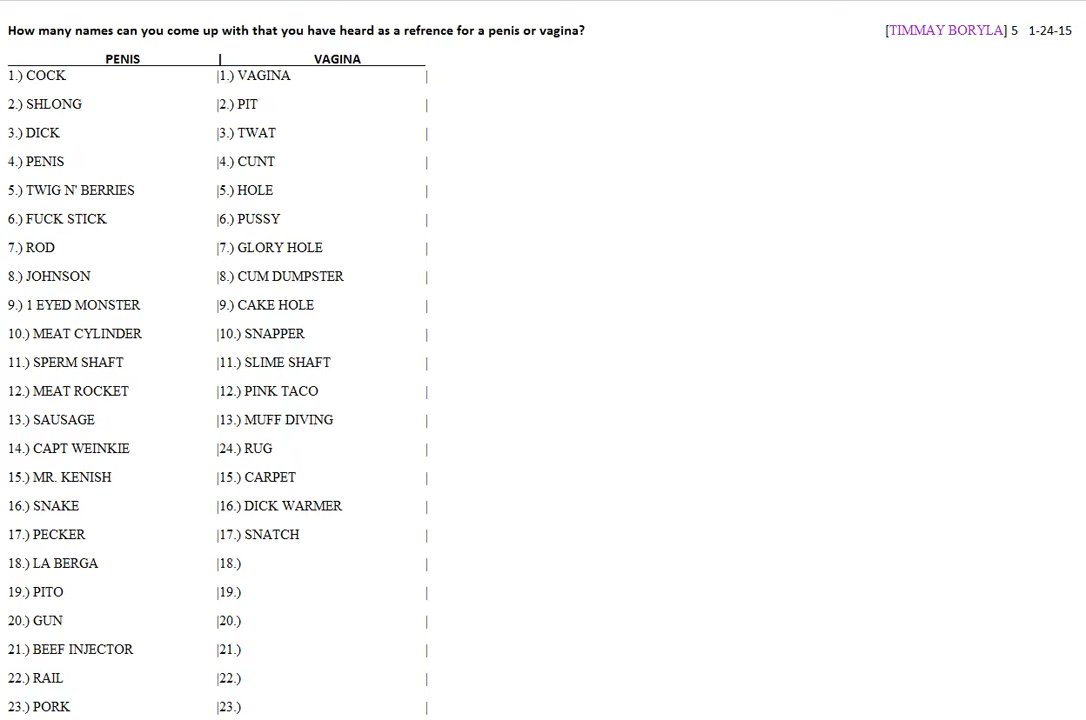 How many names can you come up with that you have heard as a refrence for a penis or vagina? [TIMMAY BORYLA] 5 1-24-15
PENIS | VAGINA
1.) COCK |1.) VAGINA |
2.) SHLONG |2.) PIT |
3.) DICK |3.) TWAT |
4.) PENIS |4.) CUNT |
5.) TWIG N' BERRIES |5.) HOLE |
6.) FUCK STICK |6.) PUSSY |
7.) ROD |7.) GLORY HOLE |
8.) JOHNSON |8.) CUM DUMPSTER |
9.) 1 EYED MONSTER |9.) CAKE HOLE |
10.) MEAT CYLINDER |10.) SNAPPER |
11.) SPERM SHAFT |11.) SLIME SHAFT |
12.) MEAT ROCKET |12.) PINK TACO |
13.) SAUSAGE |13.) MUFF DIVING |
14.) CAPT WEINKIE |24.) RUG |
15.) MR. KENISH |15.) CARPET |
16.) SNAKE |16.) DICK WARMER |
17.) PECKER |17.) SNATCH |
18.) LA BERGA |18.) |
19.) PITO |19.) |
20.) GUN |20.) |
21.) BEEF INJECTOR |21.) |
22.) RAIL |22.) |
23.) PORK |23.) |